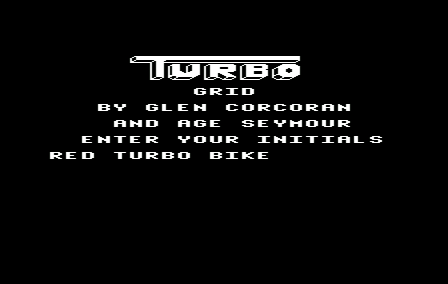 TURBO
GRID
BY GLEN CORCORAN
AND AGE SEYMOUR
ENTER YOUR INITIALS
RED TURBO BIKE